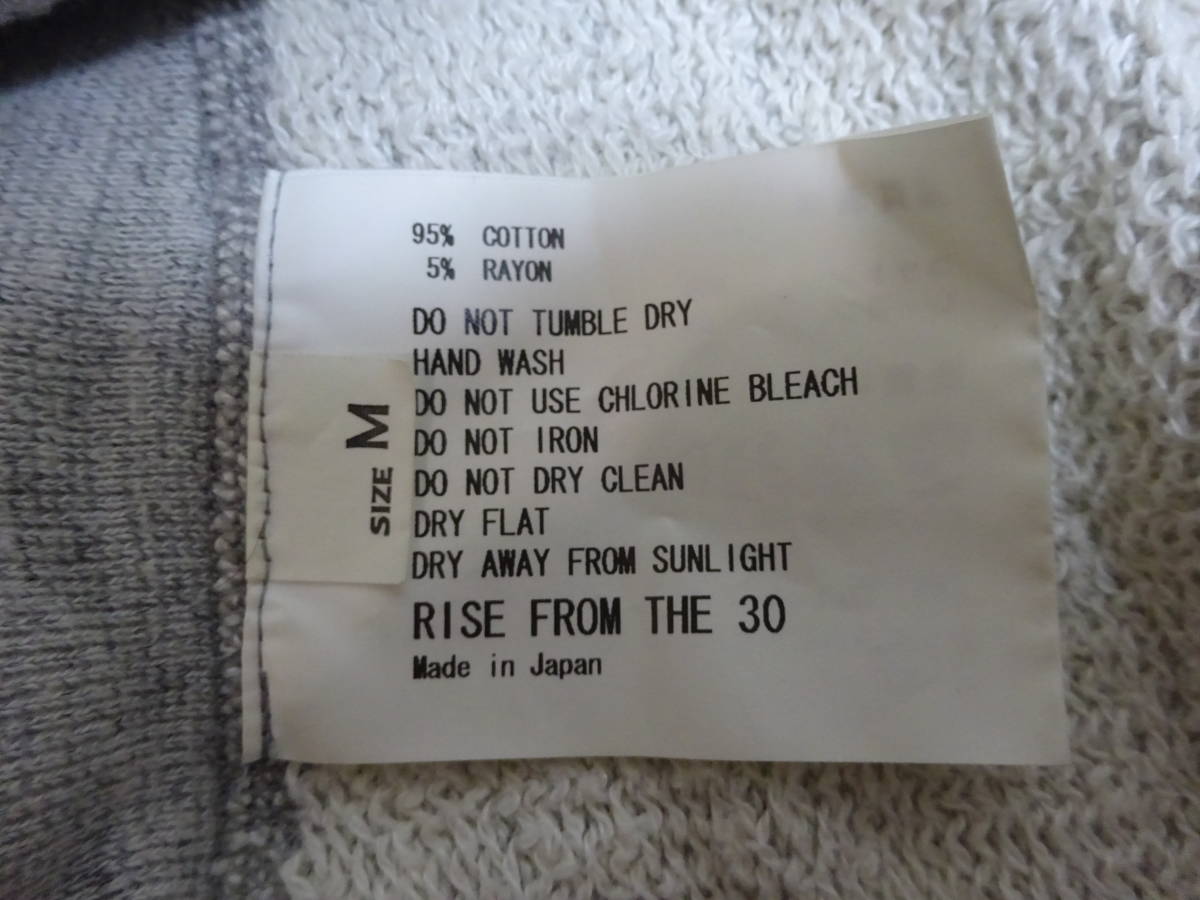 95% COTTON
5% RAYON
DO NOT TUMBLE DRY
HAND WASH
DO NOT USE CHLORINE BLEACH
DO NOT IRON
DO NOT DRY CLEAN
DRY FLAT
DRY AWAY FROM SUNLIGHT
RISE FROM THE 30
Made in Japan
SIZE M